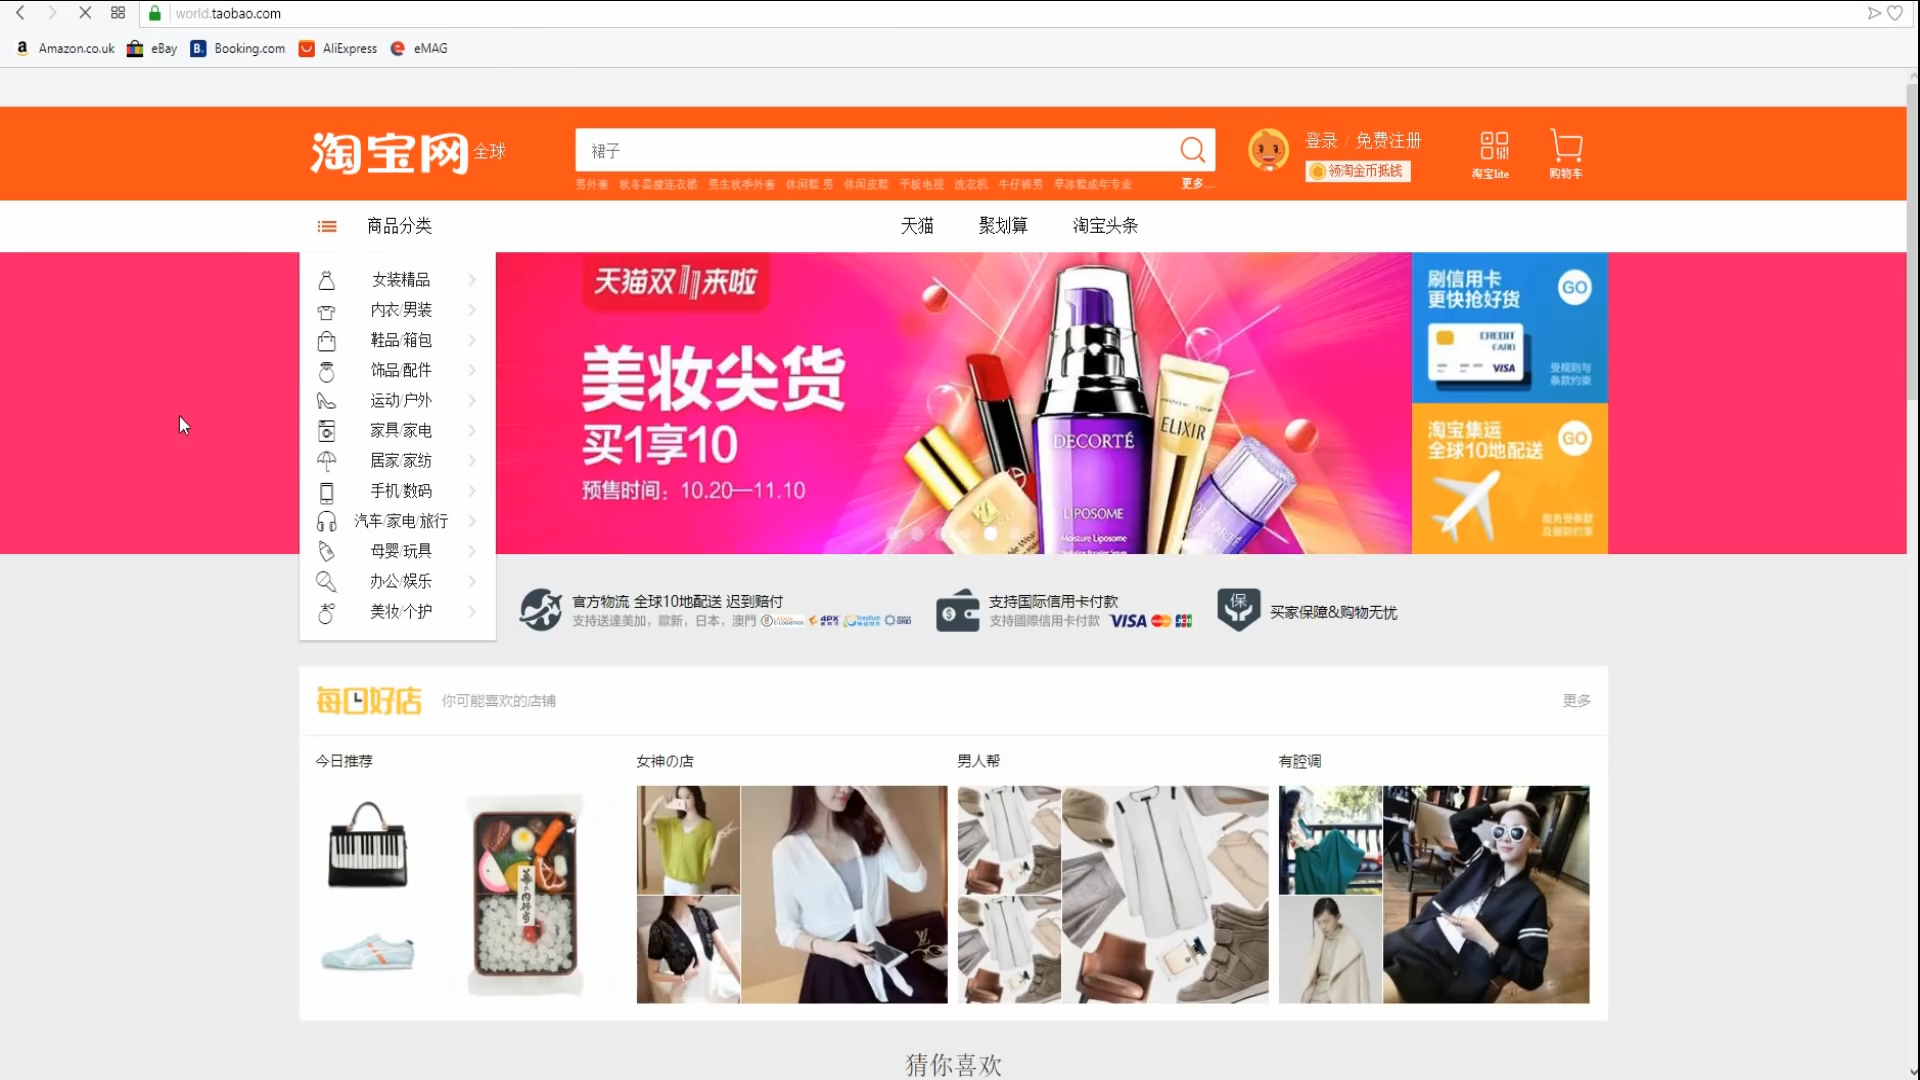 world.taobao.com
Amazon.co.uk eBay Booking.com AliExpress eMAG
淘宝网 全球
裙子
登录 / 免费注册
领淘金币抵钱
淘宝lite
购物车
男外套 秋冬显瘦连衣裙 男生秋季外套 休闲鞋 男 休闲皮鞋 平板电视 洗衣机 牛仔裤男 旱冰鞋成年专业 更多...
商品分类 天猫 聚划算 淘宝头条
女装精品
内衣/男装
鞋品/箱包
饰品/配件
运动/户外
家具/家电
居家/家纺
手机/数码
汽车/家电/旅行
母婴/玩具
办公/娱乐
美妆/个护
天猫双11来啦
美妆尖货
买1享10
预售时间：10.20—11.10
DECORTÉ
LIPOSOME
Moisture Liposome
ELIXIR
刷信用卡
更快抢好货
GO
CREDIT
CARD
VISA
受规则与
条款约束
淘宝集运
全球10地配送
GO
服务受条款
官方物流 全球10地配送 迟到赔付
支持送達美加，歐新，日本，澳門 4PX
支持国际信用卡付款
支持國際信用卡付款 VISA JCB
保
买家保障&购物无忧
每日好店 你可能喜欢的店铺 更多
今日推荐 女神の店 男人帮 有腔调
猜你喜欢